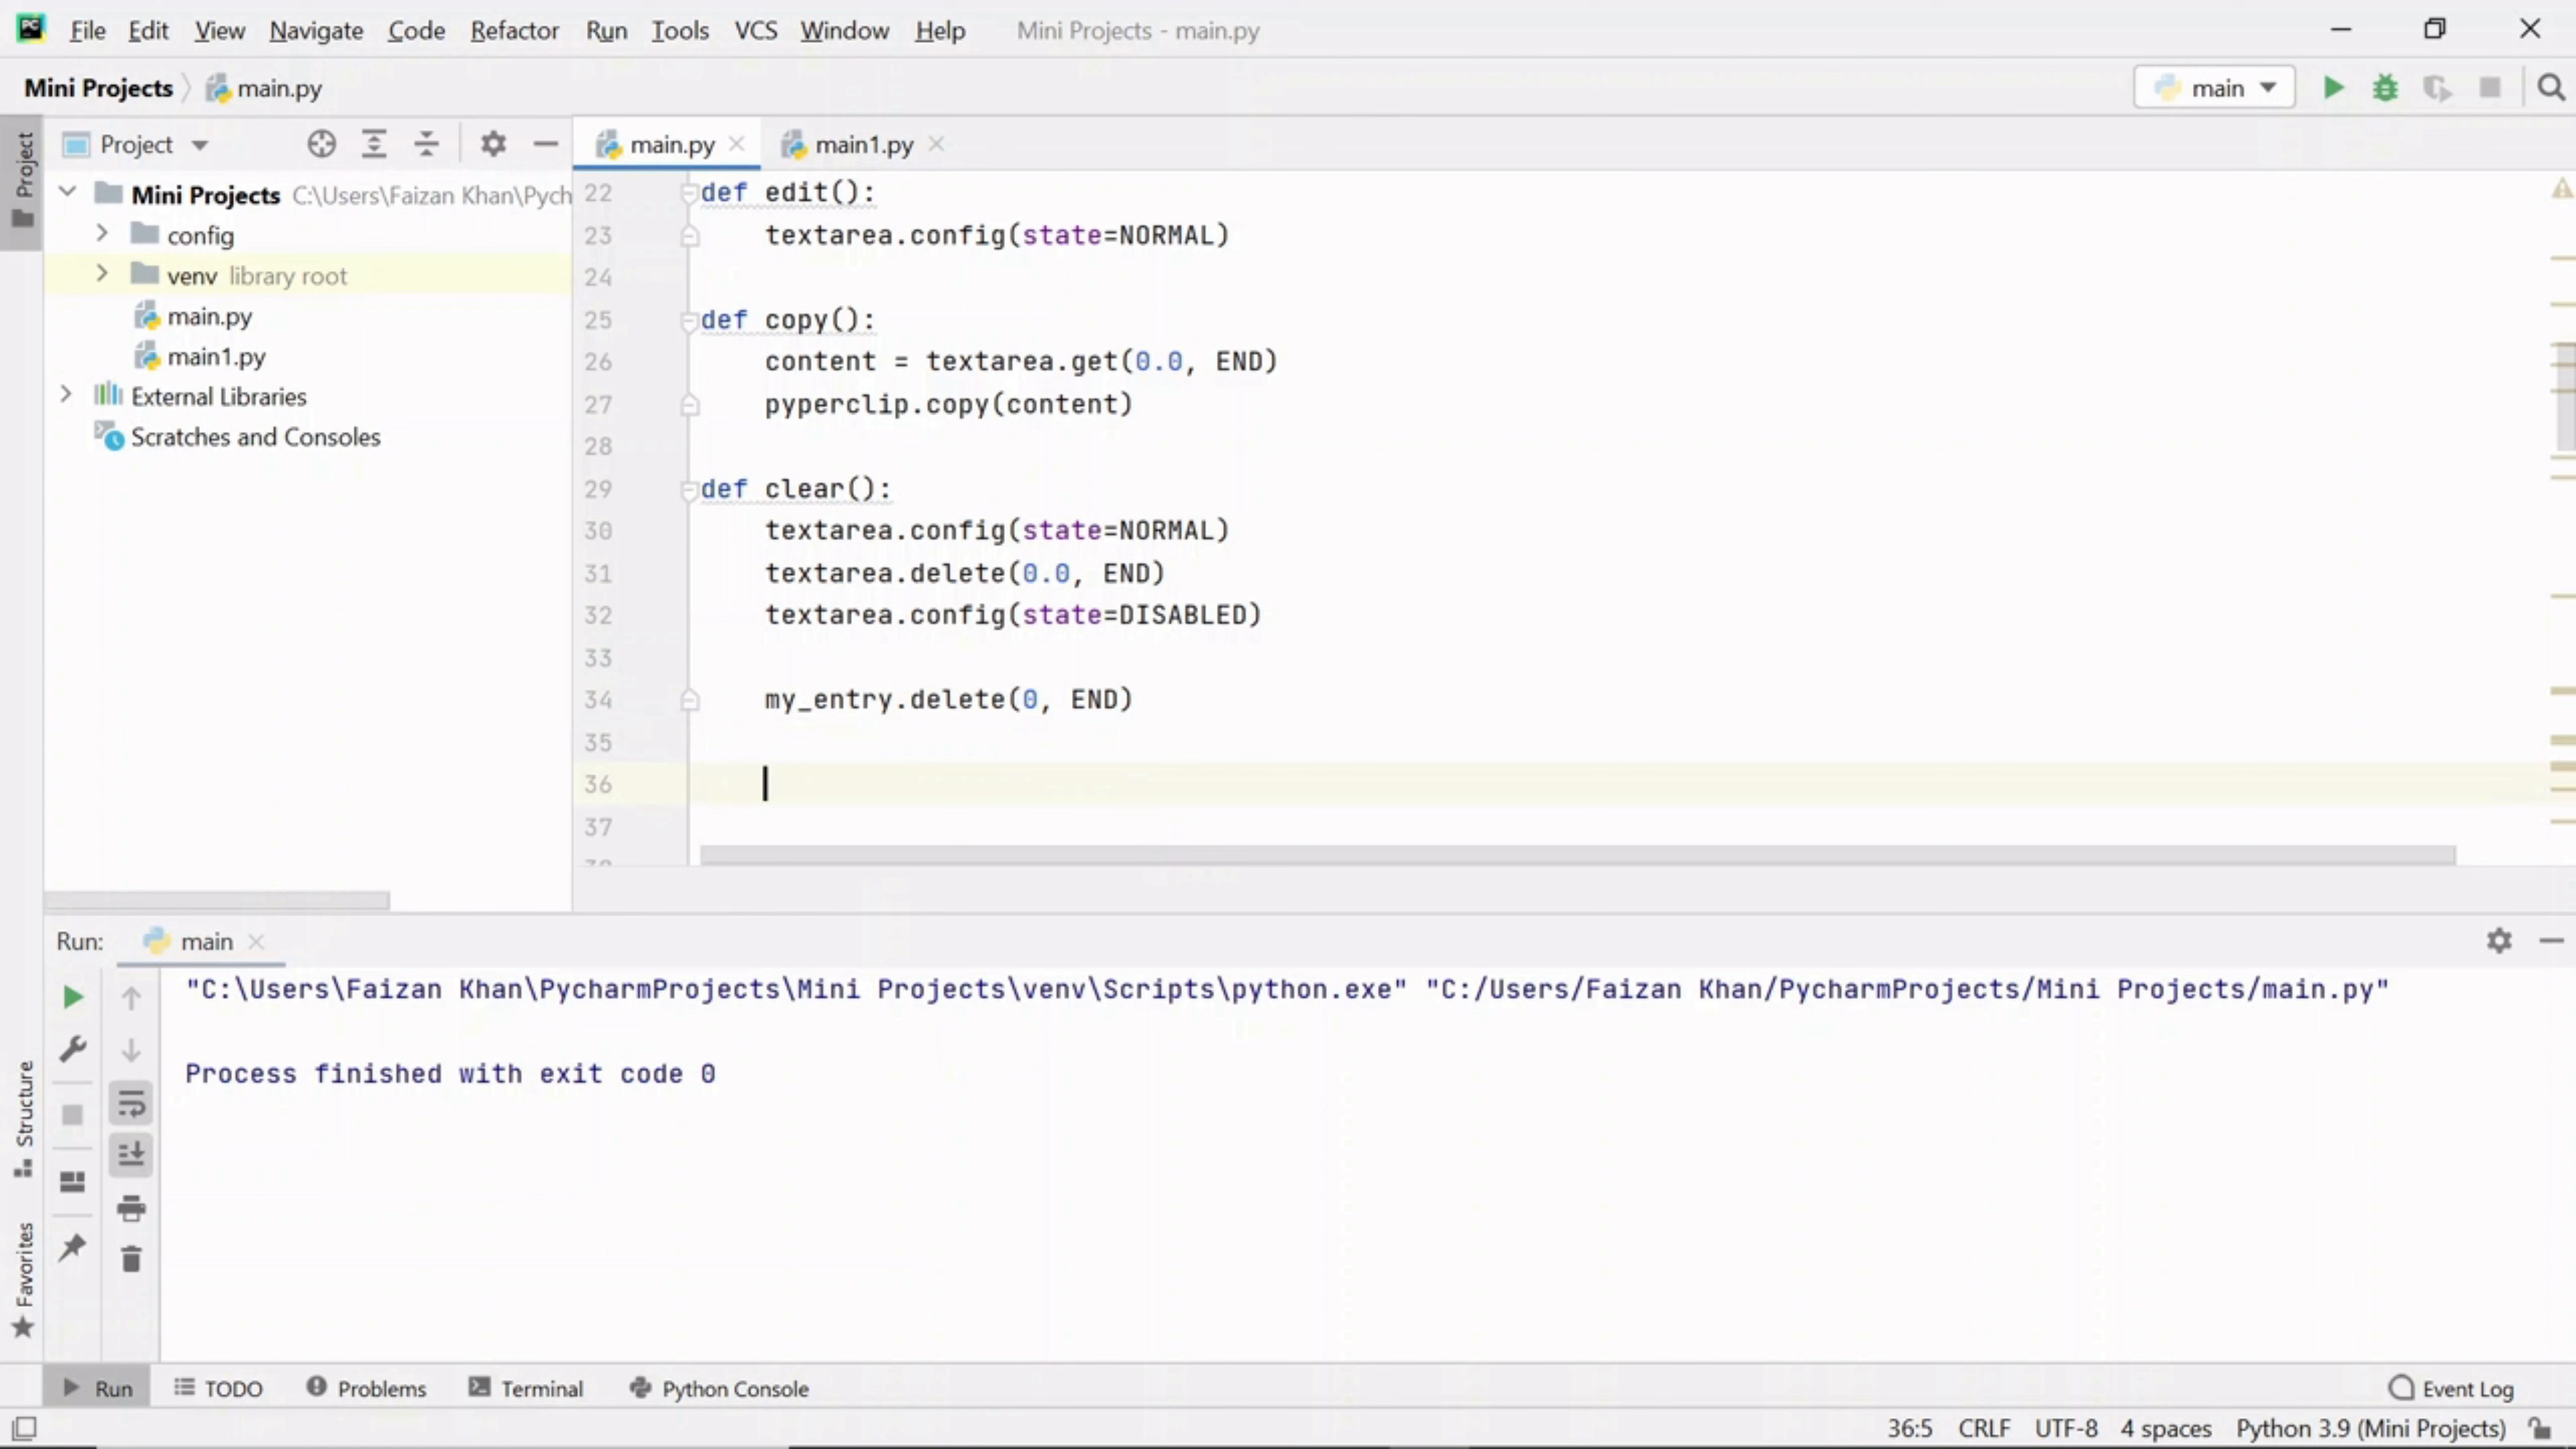 PC File Edit View Navigate Code Refactor Run Tools VCS Window Help Mini Projects - main.py
Mini Projects main.py main
Project
Project main.py main1.py
Mini Projects C:\Users\Faizan Khan\Pych
config
venv library root
main.py
main1.py
External Libraries
Scratches and Consoles
22 def edit():
23 textarea.config(state=NORMAL)
24
25 def copy():
26 content = textarea.get(0.0, END)
27 pyperclip.copy(content)
28
29 def clear():
30 textarea.config(state=NORMAL)
31 textarea.delete(0.0, END)
32 textarea.config(state=DISABLED)
33
34 my_entry.delete(0, END)
35
36
37
Run: main
"C:\Users\Faizan Khan\PycharmProjects\Mini Projects\venv\Scripts\python.exe" "C:/Users/Faizan Khan/PycharmProjects/Mini Projects/main.py"
Process finished with exit code 0
Structure
Favorites
Run TODO Problems Terminal Python Console Event Log
36:5 CRLF UTF-8 4 spaces Python 3.9 (Mini Projects)